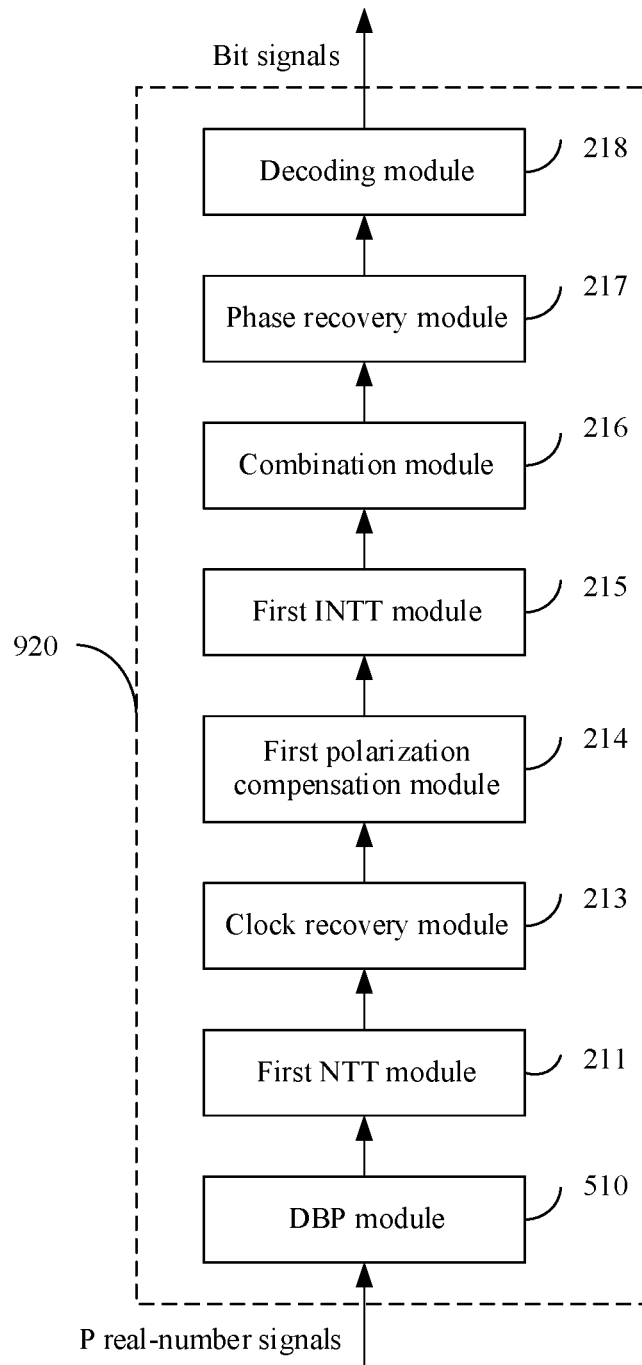 Bit signals
218
Decoding module
217
Phase recovery module
216
Combination module
215
First INTT module
920
214
First polarization
compensation module
213
Clock recovery module
211
First NTT module
510
DBP module
P real-number signals